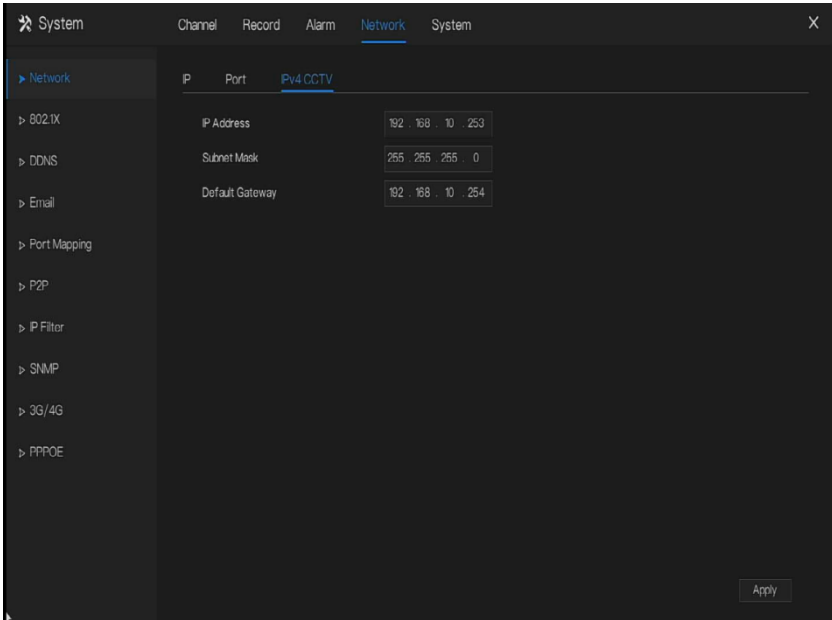 System
Channel Record Alarm Network System X
Network
802.1X
DDNS
Email
Port Mapping
P2P
IP Filter
SNMP
3G/4G
PPPOE
IP Port IPv4 CCTV
IP Address 192 . 168 . 10 . 253
Subnet Mask 255 . 255 . 255 . 0
Default Gateway 192 . 168 . 10 . 254
Apply